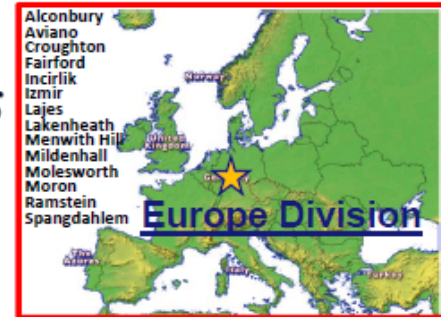 Alconbury
Aviano
Croughton
Fairford
Incirlik
Izmir
Lajes
Lakenheath
Menwith Hill
Mildenhall
Molesworth
Moron
Ramstein
Spangdahlem
Norway
United
Kingdom
Germany
Europe Division
The
Azores
Italy
Turkey